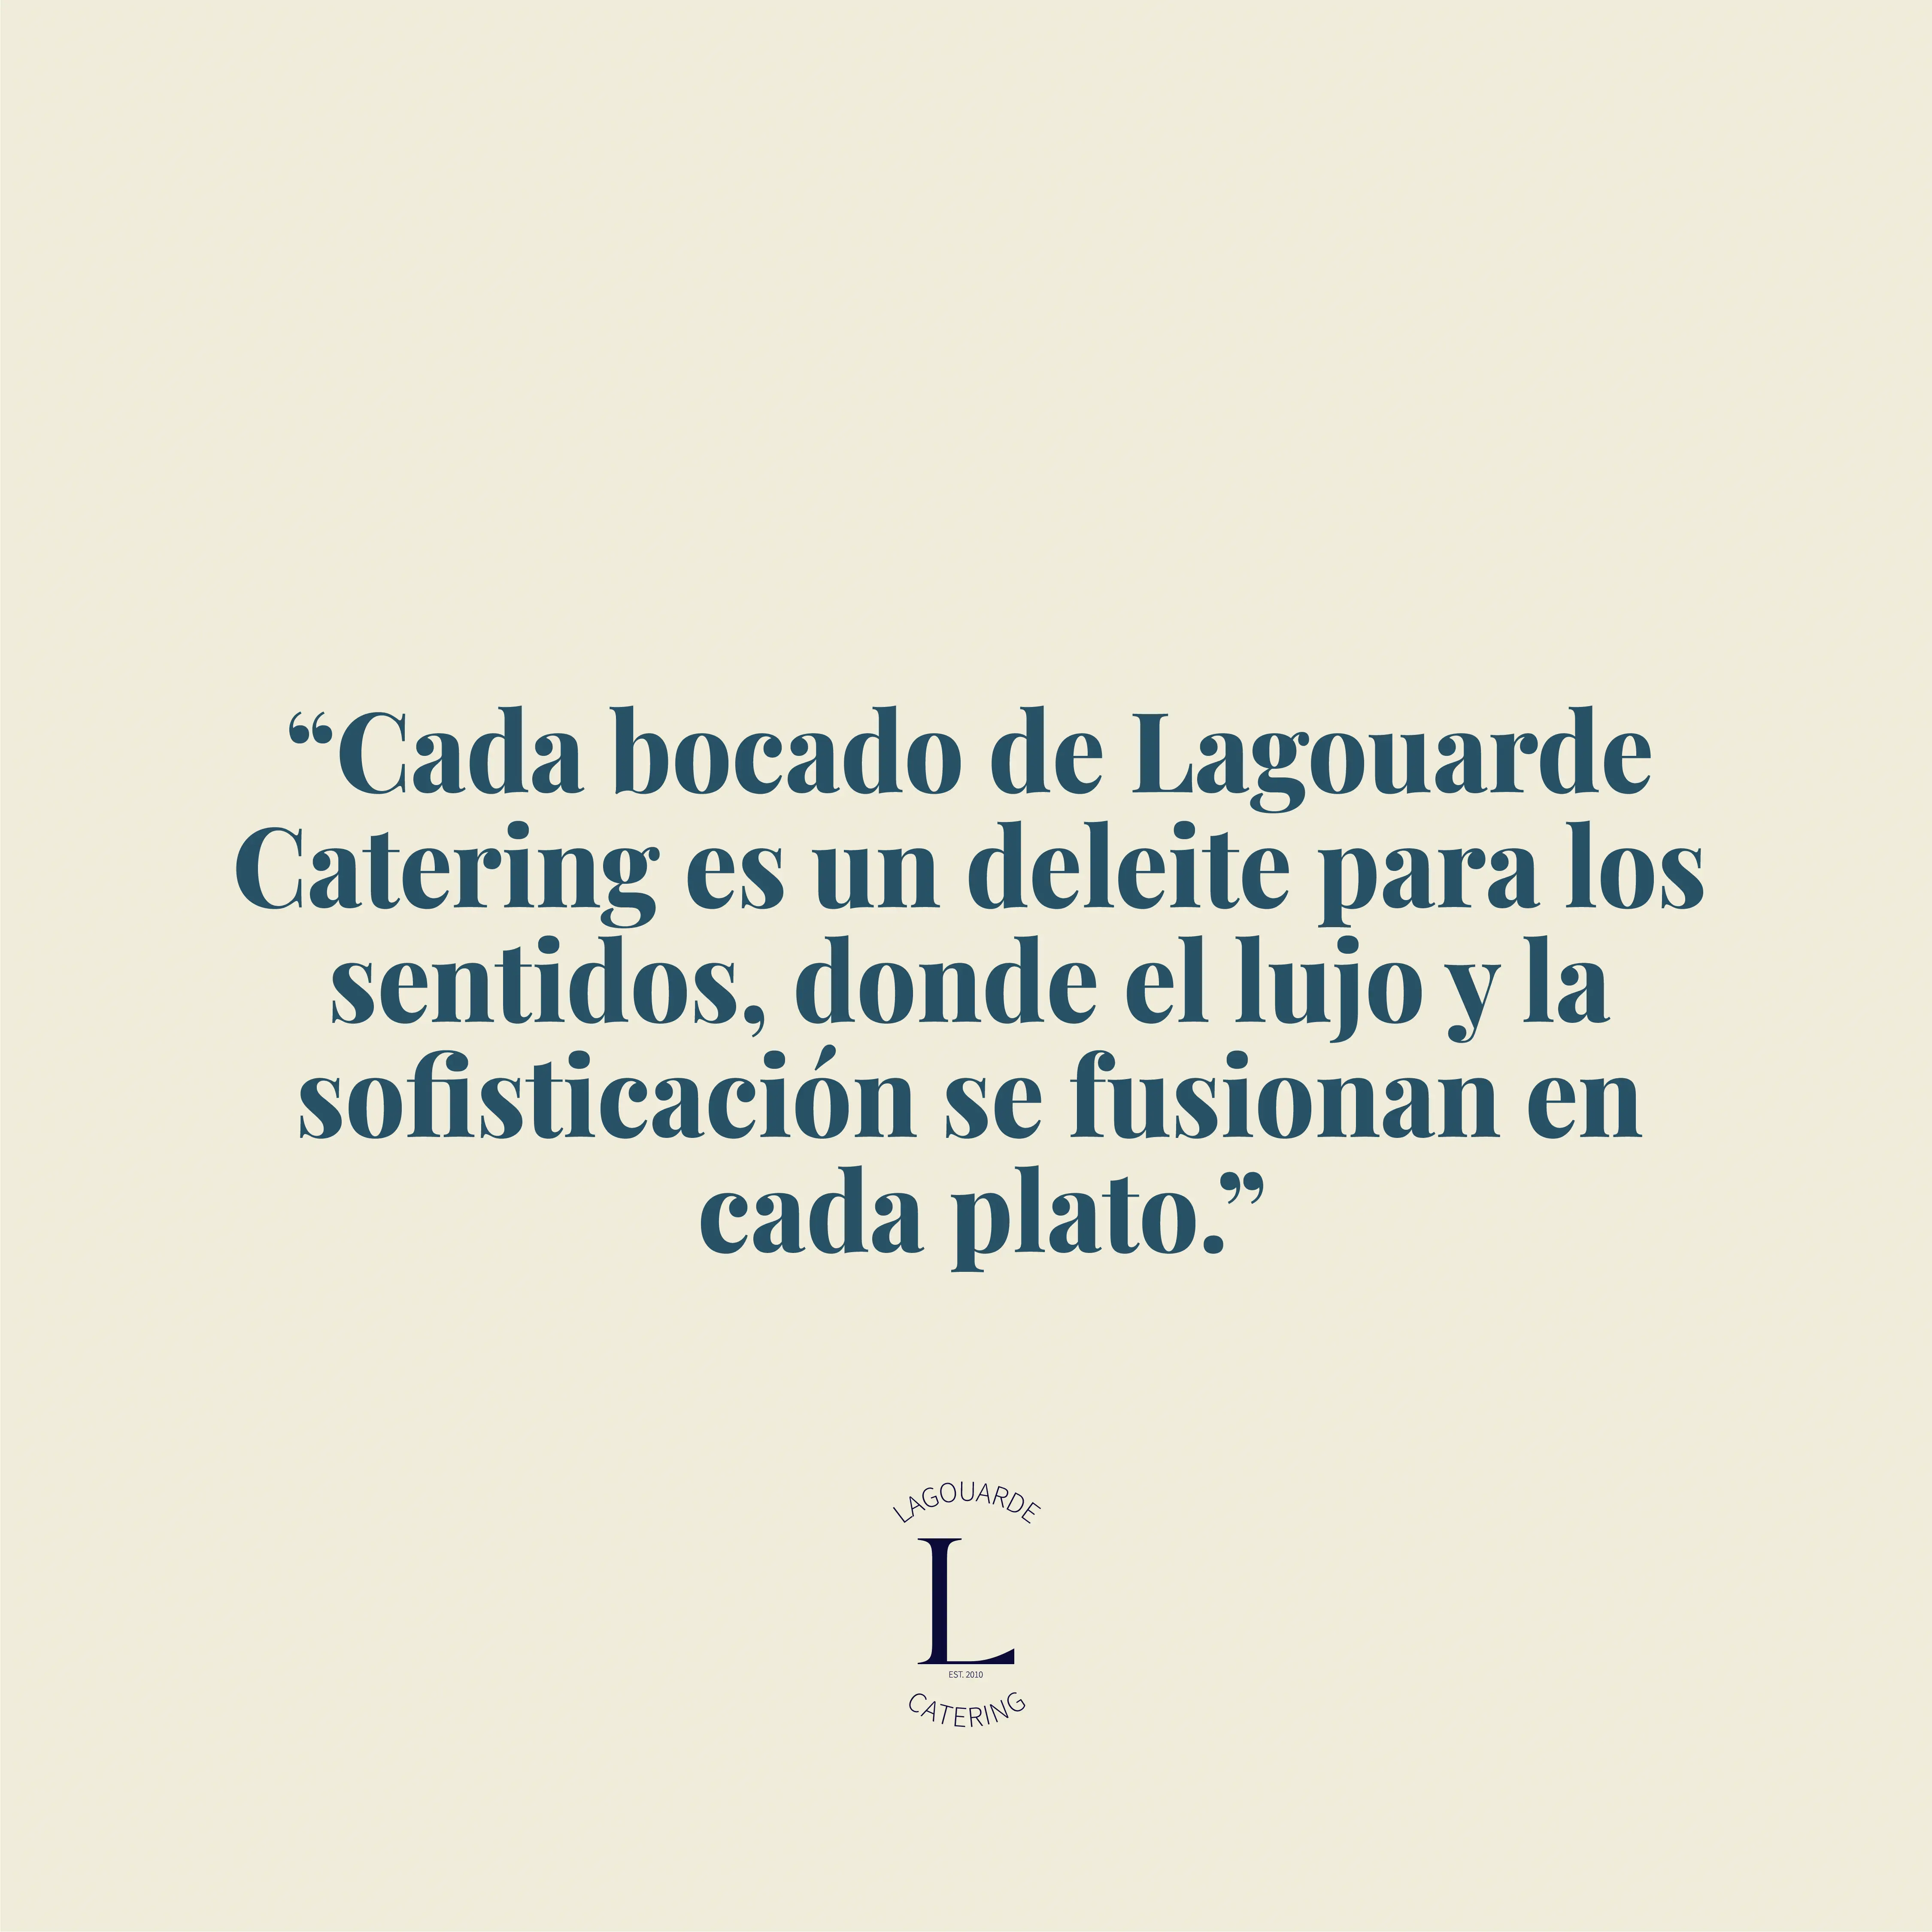 “Cada bocado de Lagouarde
Catering es un deleite para los
sentidos, donde el lujo y la
sofisticación se fusionan en
cada plato.”
LAGOUARDE
L
EST. 2010
CATERING